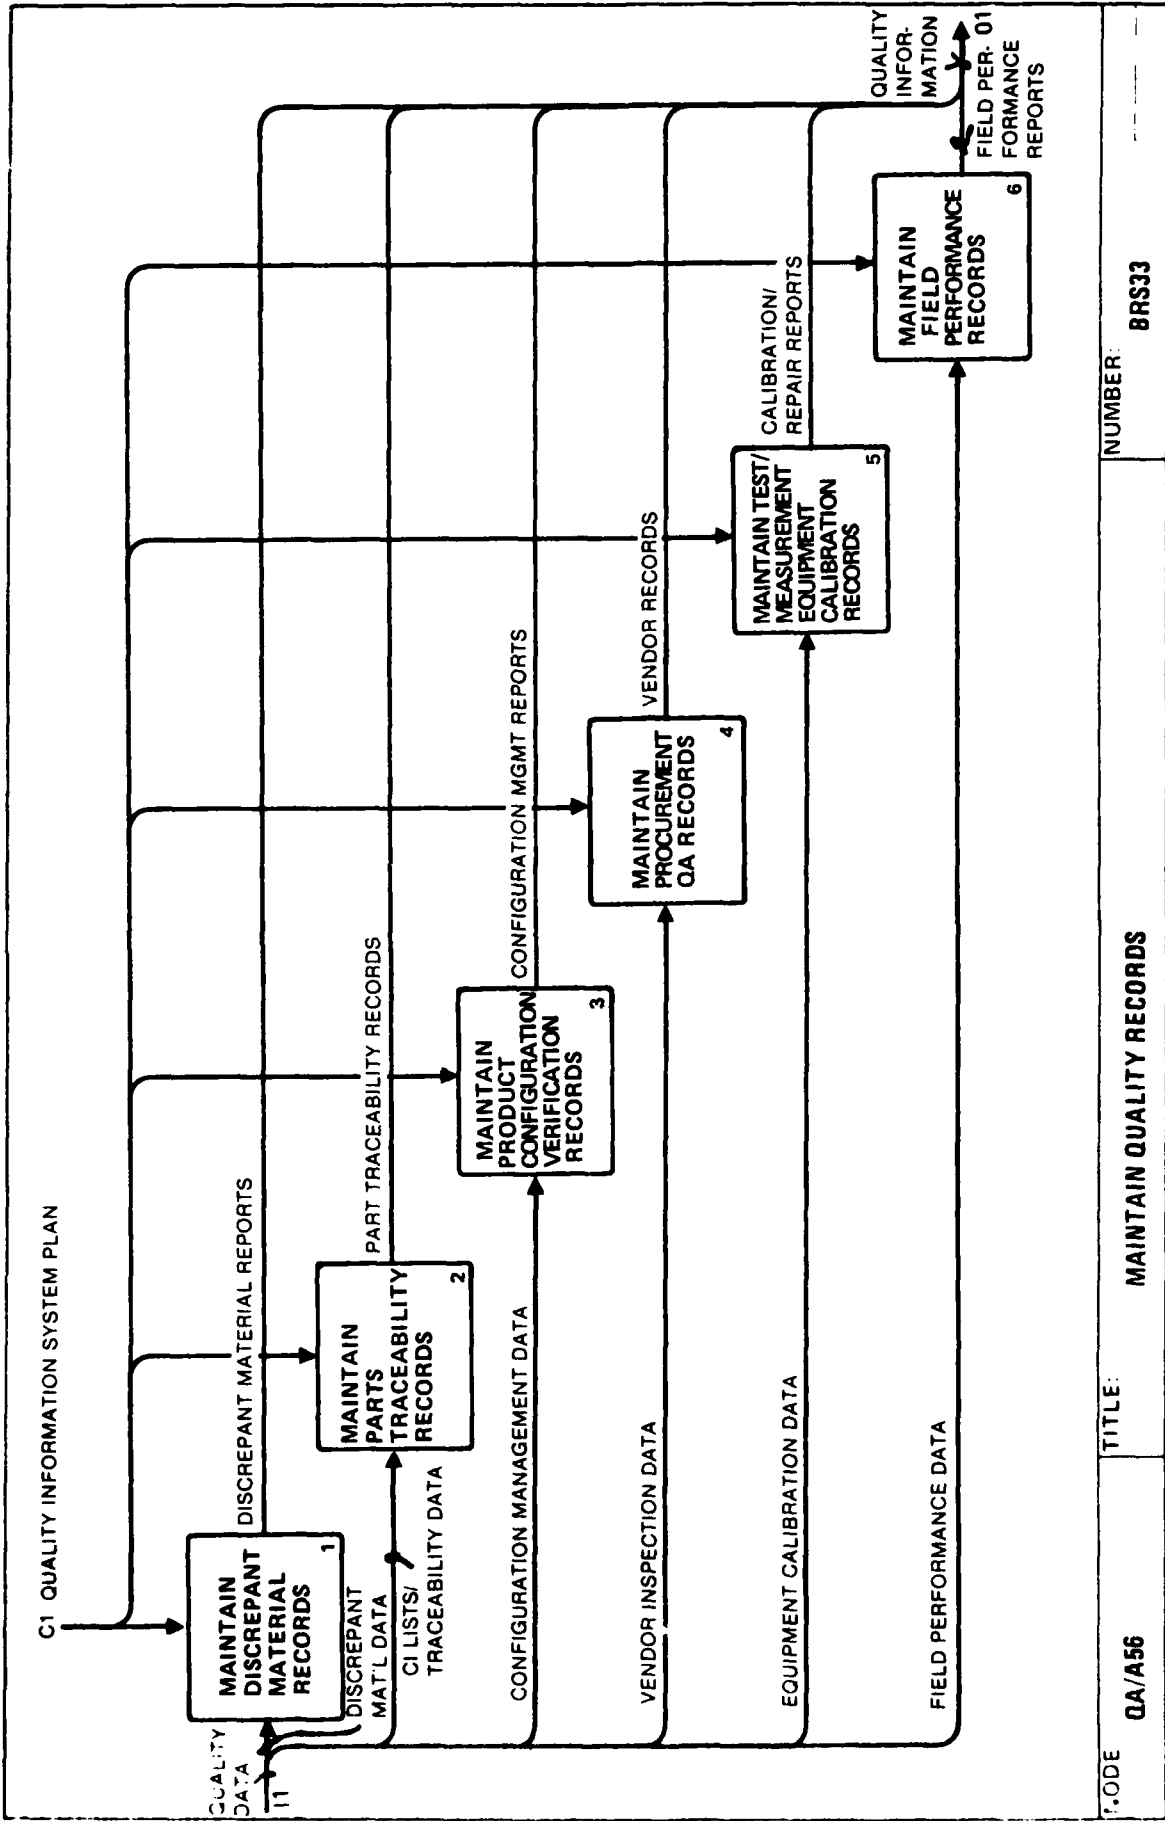 C1 QUALITY INFORMATION SYSTEM PLAN
QUALITY
DATA
I1
MAINTAIN
DISCREPANT
MATERIAL
RECORDS
1
DISCREPANT MATERIAL REPORTS
DISCREPANT
MAT'L DATA
CI LISTS/
TRACEABILITY DATA
MAINTAIN
PARTS
TRACEABILITY
RECORDS
2
PART TRACEABILITY RECORDS
CONFIGURATION MANAGEMENT DATA
MAINTAIN
PRODUCT
CONFIGURATION
VERIFICATION
RECORDS
3
CONFIGURATION MGMT REPORTS
VENDOR INSPECTION DATA
MAINTAIN
PROCUREMENT
QA RECORDS
4
VENDOR RECORDS
EQUIPMENT CALIBRATION DATA
MAINTAIN TEST/
MEASUREMENT
EQUIPMENT
CALIBRATION
RECORDS
5
CALIBRATION/
REPAIR REPORTS
FIELD PERFORMANCE DATA
MAINTAIN
FIELD
PERFORMANCE
RECORDS
6
QUALITY
INFOR-
MATION
FIELD PER- 01
FORMANCE
REPORTS
QA/A56
TITLE:
MAINTAIN QUALITY RECORDS
NUMBER:
BRS33